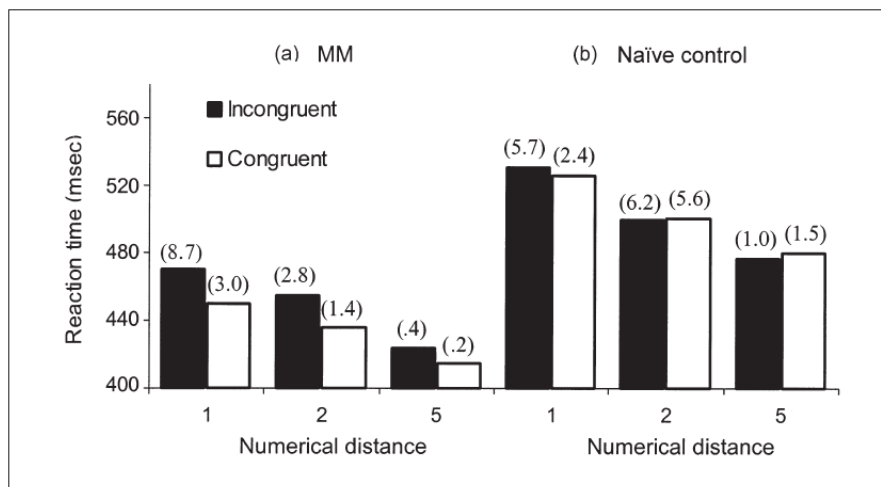 (a) MM
(b) Naïve control
Incongruent
Congruent
Reaction time (msec)
560
520
480
440
400
(8.7)
(3.0)
(2.8)
(1.4)
(.4)
(.2)
(5.7)
(2.4)
(6.2)
(5.6)
(1.0)
(1.5)
1 2 5 1 2 5
Numerical distance Numerical distance